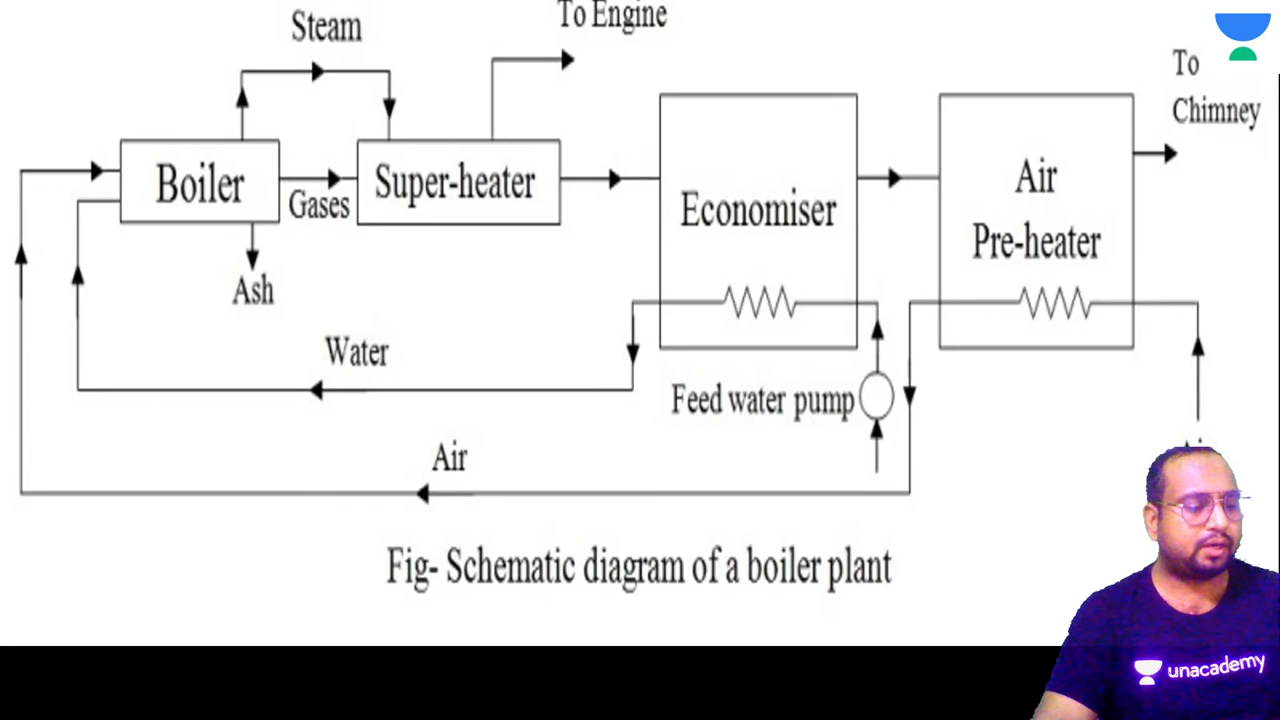 To Engine
Steam
To
Chimney
Boiler
Gases
Super-heater
Economiser
Air
Pre-heater
Ash
Water
Feed water pump
Air
Fig- Schematic diagram of a boiler plant
unacademy